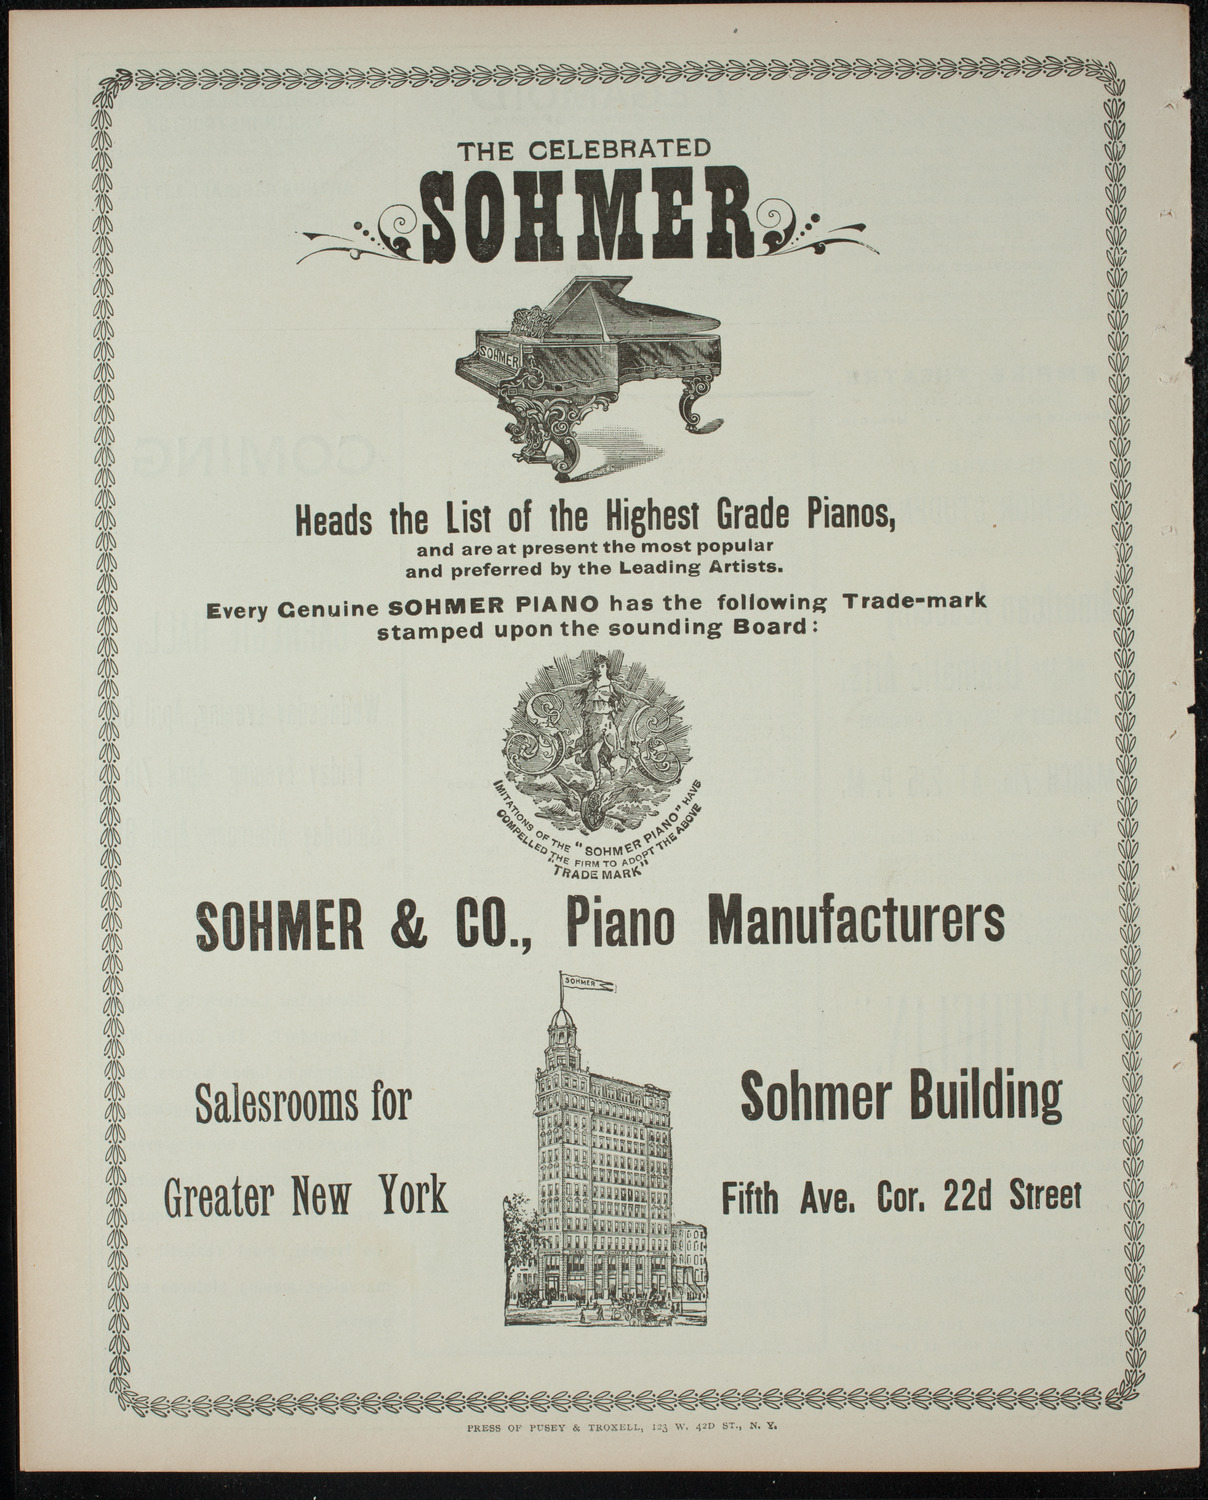 THE CELEBRATED
SOHMER
SOHMER
Heads the List of the Highest Grade Pianos,
and are at present the most popular
and preferred by the Leading Artists.
Every Genuine SOHMER PIANO has the following Trade-mark
stamped upon the sounding Board:
IMITATIONS OF THE "SOHMER PIANO" HAVE
COMPELLED THE FIRM TO ADOPT THE ABOVE
"TRADE MARK"
SOHMER & CO., Piano Manufacturers
SOHMER
Salesrooms for
Greater New York
Sohmer Building
Fifth Ave. Cor. 22d Street
PRESS OF PUSEY & TROXELL, 123 W. 42D ST., N. Y.